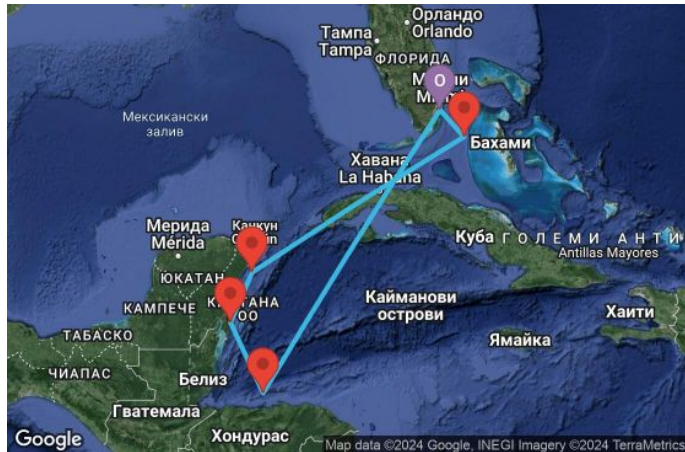 Орландо
Orlando
Тампа
Tampa
ФЛОРИДА
O
Мексикански
залив
Бахами
Хавана
La Habana
Мерида
Mérida
Куба
ГОЛЕМИ АНТИ
Antillas Mayores
ЮКАТАН
КАМПЕЧЕ
ОО
Кайманови
острови
Хаити
ТАБАСКО
Ямайка
ЧИАПАС
Белиз
Гватемала
Хондурас
Google
Map data ©2024 Google, INEGI Imagery ©2024 TerraMetrics